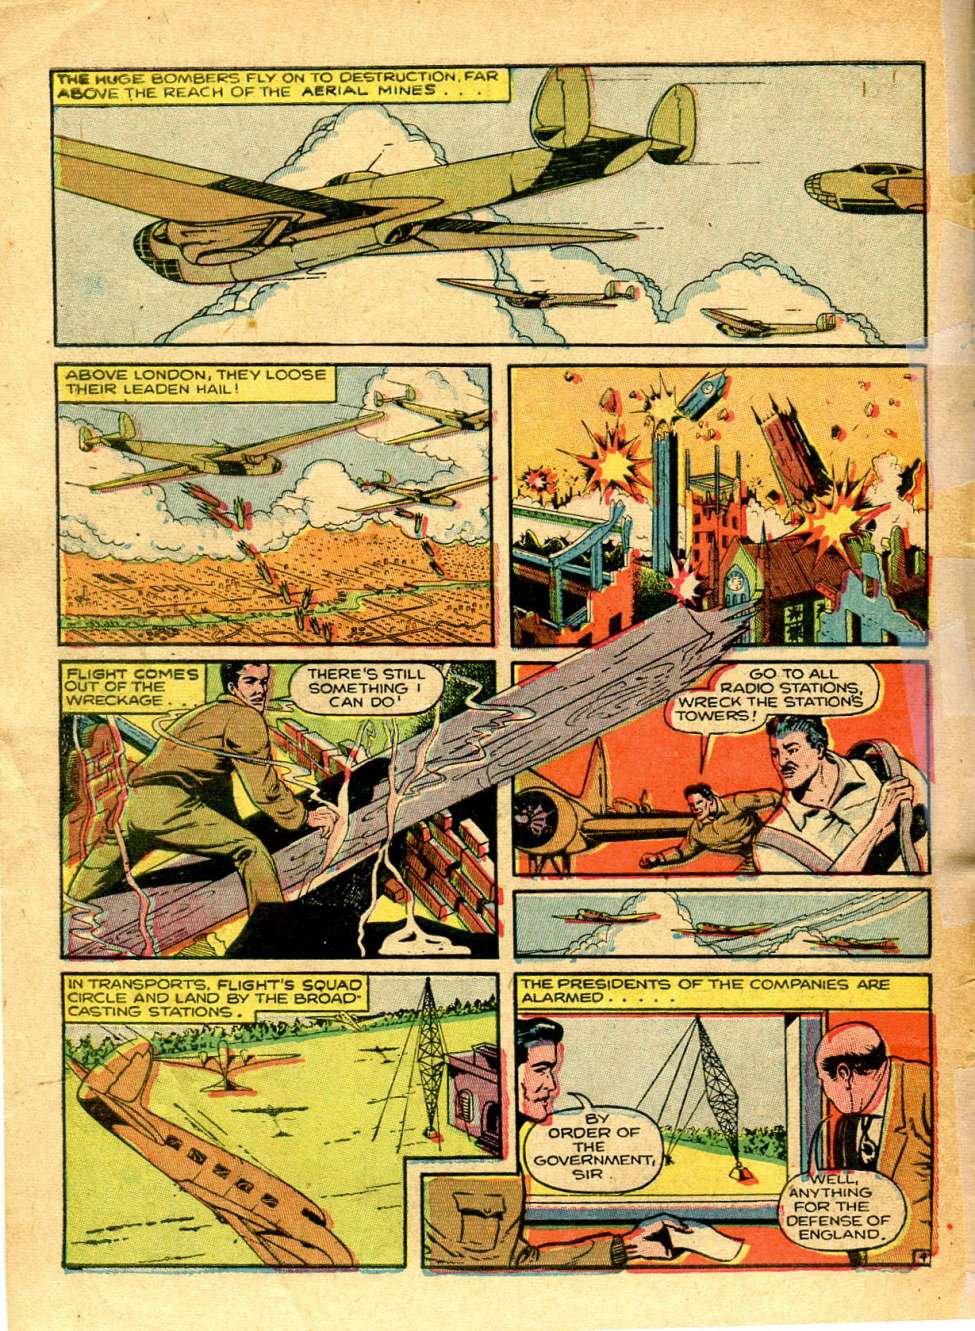 THE HUGE BOMBERS FLY ON TO DESTRUCTION, FAR
ABOVE THE REACH OF THE AERIAL MINES . . .
ABOVE LONDON, THEY LOOSE
THEIR LEADEN HAIL!
FLIGHT COMES
OUT OF THE
WRECKAGE . . .
THERE'S STILL
SOMETHING I
CAN DO!
GO TO ALL
RADIO STATIONS,
WRECK THE STATIONS
TOWERS!
IN TRANSPORTS, FLIGHT'S SQUAD
CIRCLE AND LAND BY THE BROAD-
CASTING STATIONS.
THE PRESIDENTS OF THE COMPANIES ARE
ALARMED . . . . .
BY
ORDER OF
THE
GOVERNMENT,
SIR.
WELL,
ANYTHING
FOR THE
DEFENSE OF
ENGLAND.
4